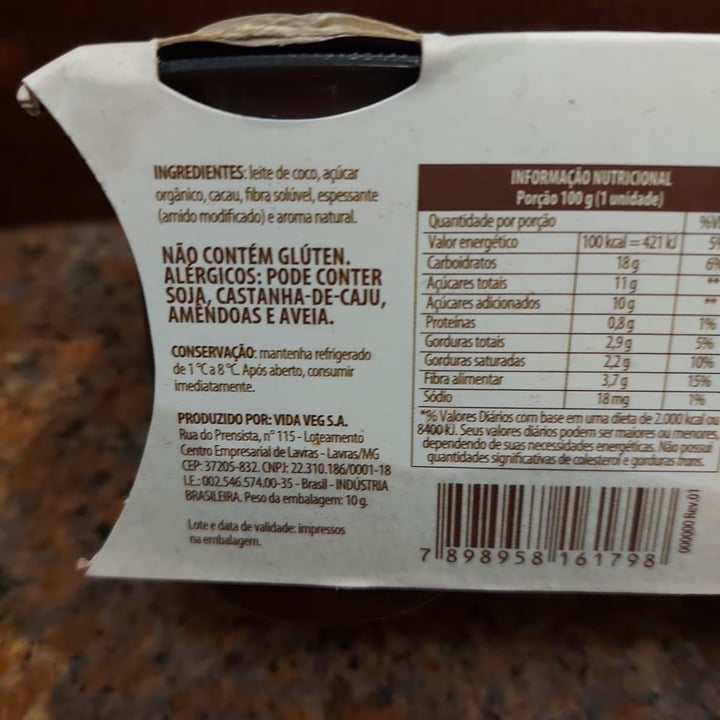 INGREDIENTES: leite de coco, açúcar
orgânico, cacau, fibra solúvel, espessante
(amido modificado) e aroma natural.
NÃO CONTÉM GLÚTEN.
ALÉRGICOS: PODE CONTER
SOJA, CASTANHA-DE-CAJU,
AMÊNDOAS E AVEIA.
CONSERVAÇÃO: mantenha refrigerado
de 1 °C a 8 °C. Após aberto, consumir
imediatamente.
PRODUZIDO POR: VIDA VEG S.A.
Rua do Prensista, nº 115 - Loteamento
Centro Empresarial de Lavras - Lavras/MG
CEP: 37205-832. CNPJ: 22.310.186/0001-18
I.E.: 002.546.574.00-35 - Brasil - INDÚSTRIA
BRASILEIRA. Peso da embalagem: 10 g.
Lote e data de validade: impressos
na embalagem.
INFORMAÇÃO NUTRICIONAL
Porção 100 g (1 unidade)
Quantidade por porção
Valor energético 100 kcal = 421 kJ
Carboidratos 18 g
Açúcares totais 11 g **
Açúcares adicionados 10 g **
Proteínas 0,8 g 1%
Gorduras totais 2,9 g 5%
Gorduras saturadas 2,2 g 10%
Fibra alimentar 3,7 g 15%
Sódio 18 mg 1%
*% Valores Diários com base em uma dieta de 2.000 kcal ou
8400 kJ. Seus valores diários podem ser maiores ou menores
dependendo de suas necessidades energéticas. Não possui
quantidades significativas de colesterol e gorduras trans.
7 898958 161798
000000 Rev.01